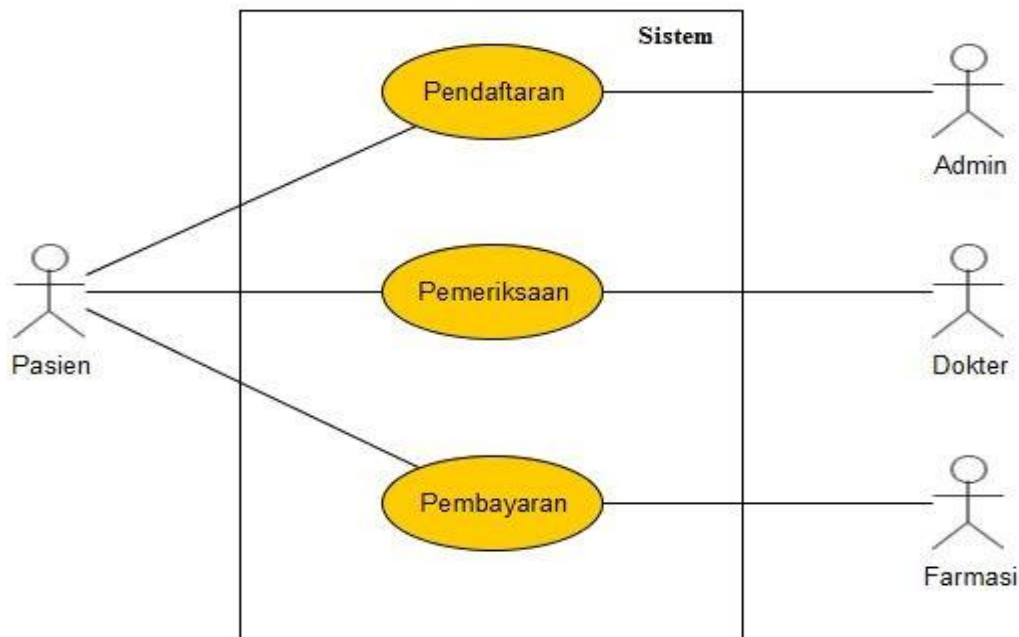 Sistem
Pendaftaran
Admin
Pemeriksaan
Pasien
Dokter
Pembayaran
Farmasi